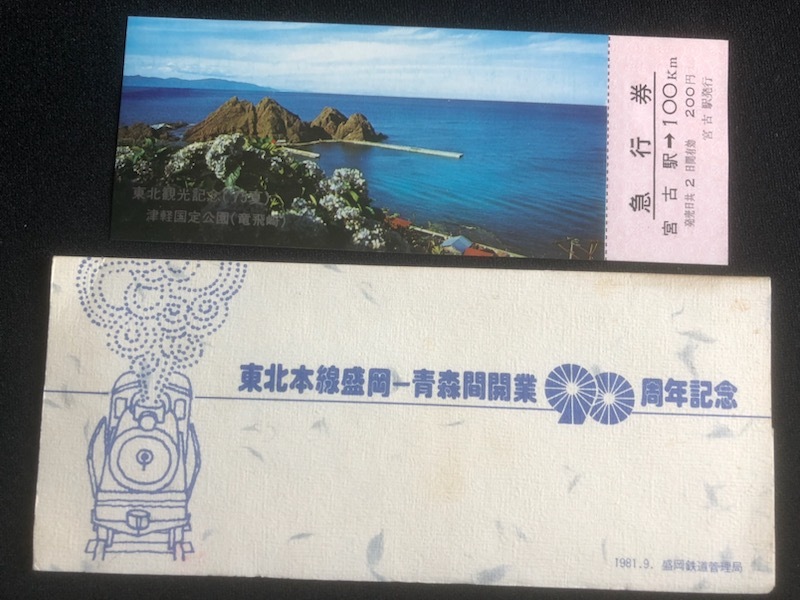 東北観光記念('73夏)
津軽国定公園(竜飛崎)
急行券
宮古駅→100Km
発売日共2日間有効 200円
宮古駅発行
東北本線盛岡ー青森間開業90周年記念
1981.9. 盛岡鉄道管理局